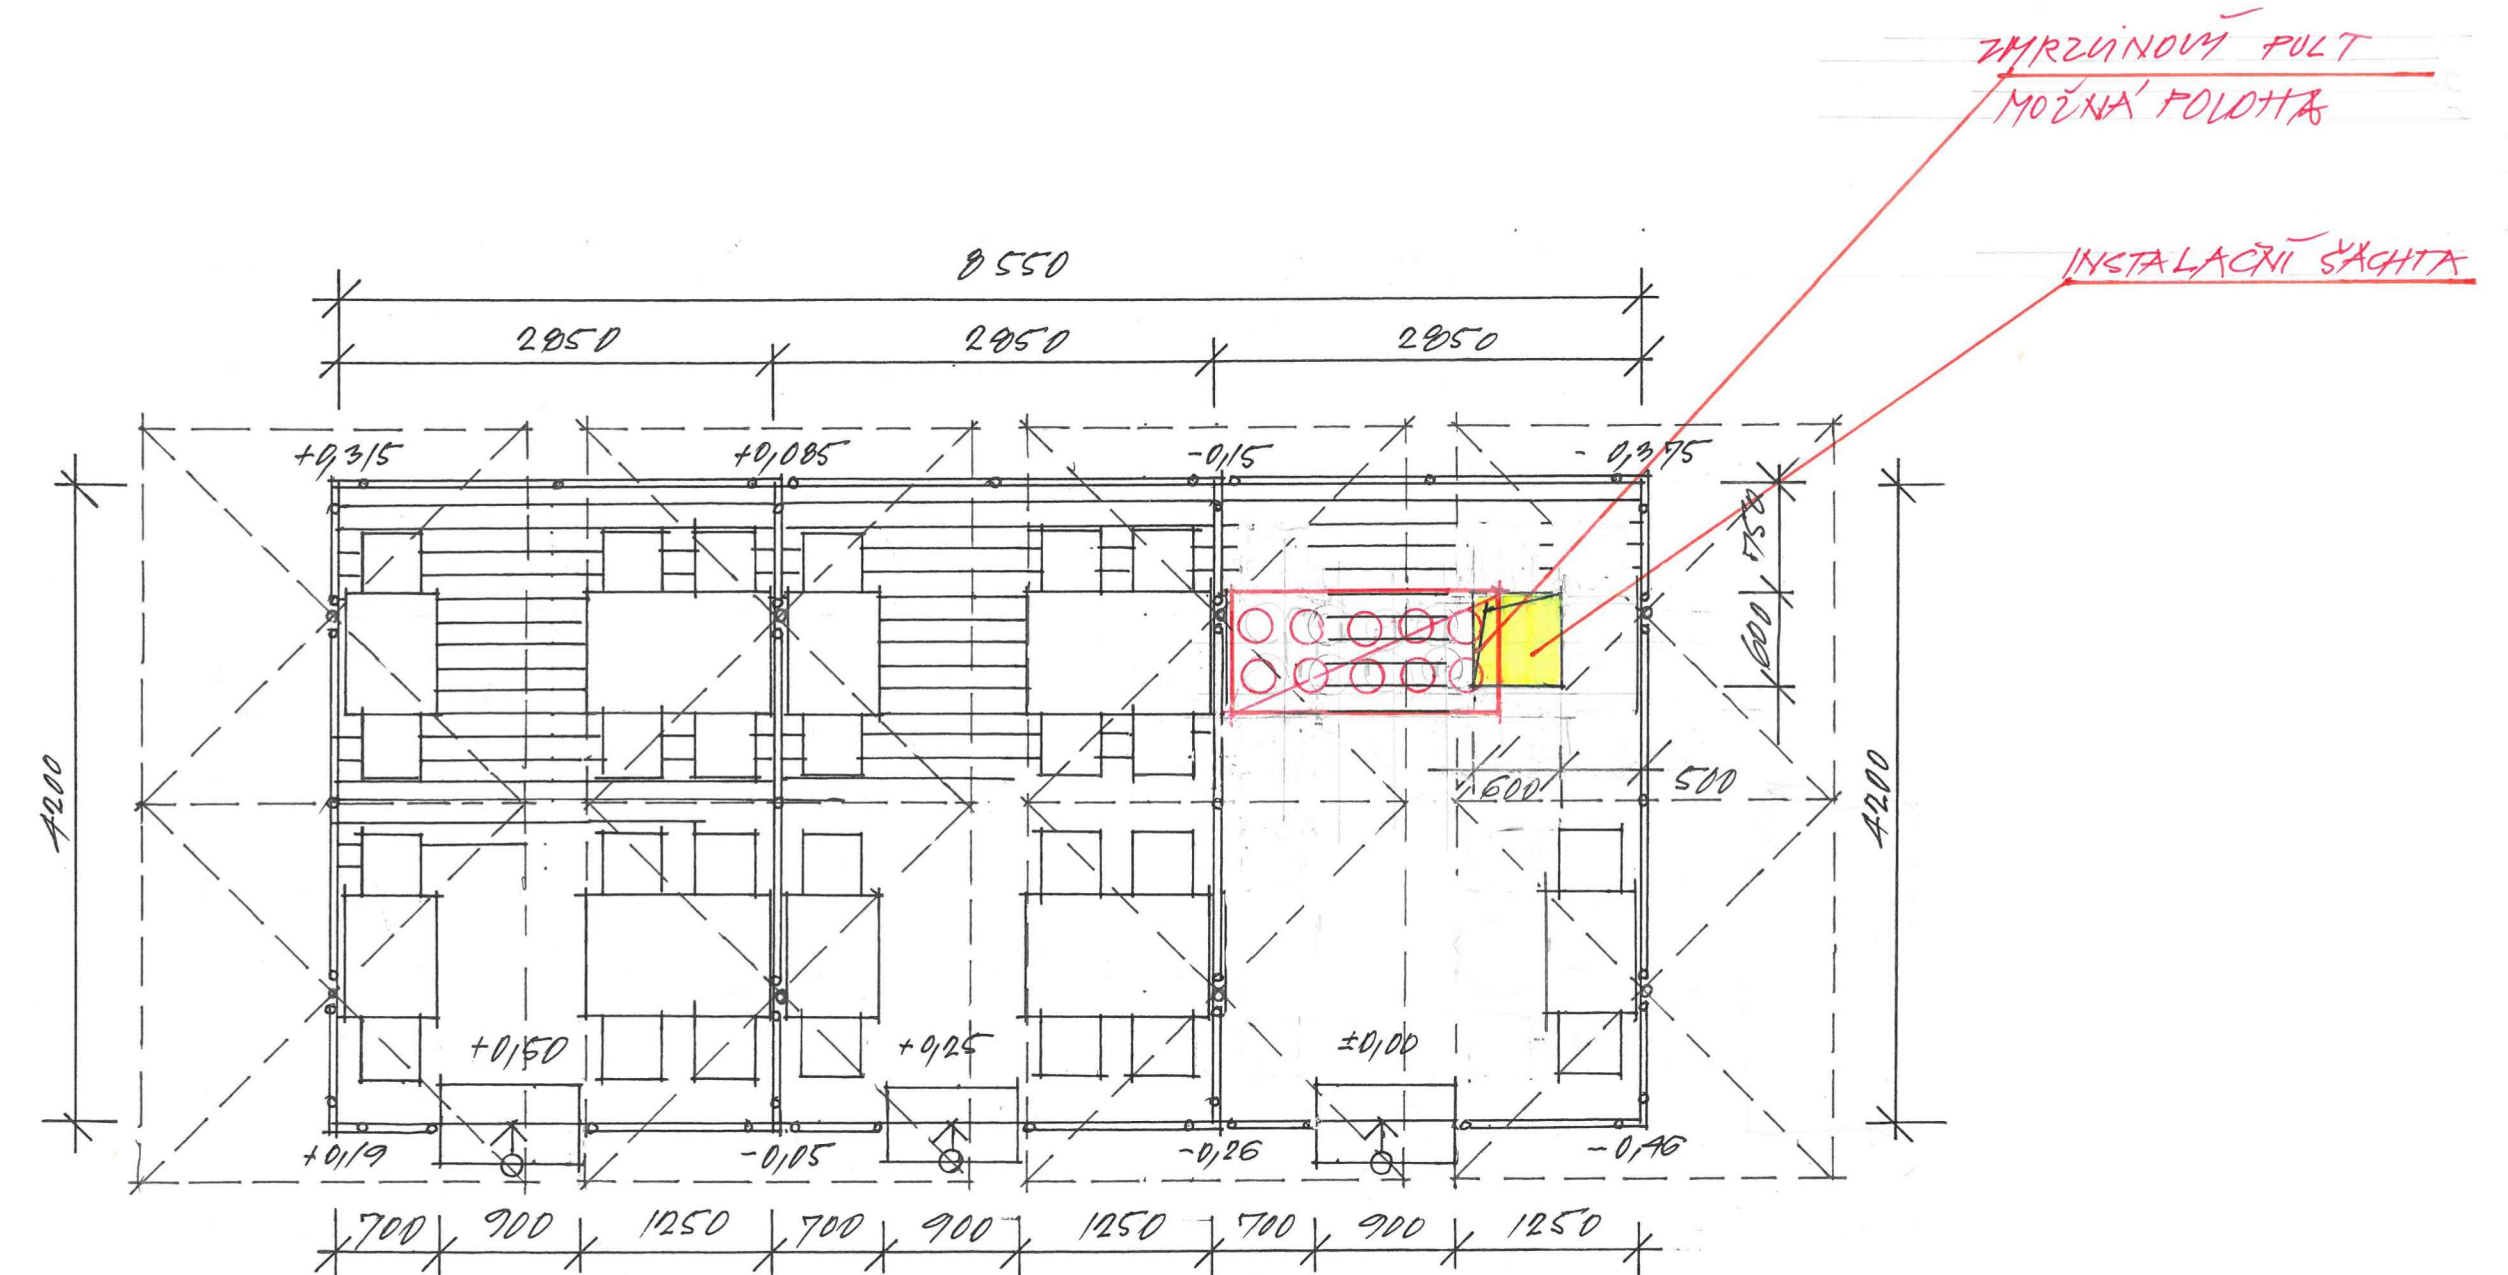 ZMRZLINOVÝ PULT
MOŽNÁ POLOHA
INSTALAČNÍ ŠACHTA
8550
2850 2850 2850
+0,315 +0,085 -0,15 -0,375
750
600
4200 4200
600 500
+0,50 +0,25 ±0,00
+0,19 -0,05 -0,26 -0,46
700 900 1250 700 900 1250 700 900 1250